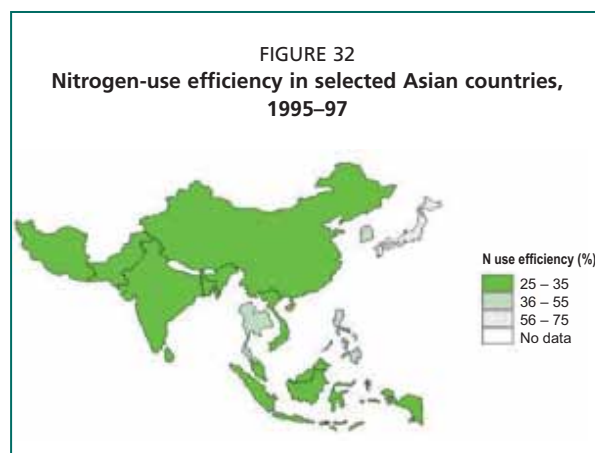 FIGURE 32
Nitrogen-use efficiency in selected Asian countries,
1995–97
N use efficiency (%)
25 – 35
36 – 55
56 – 75
No data